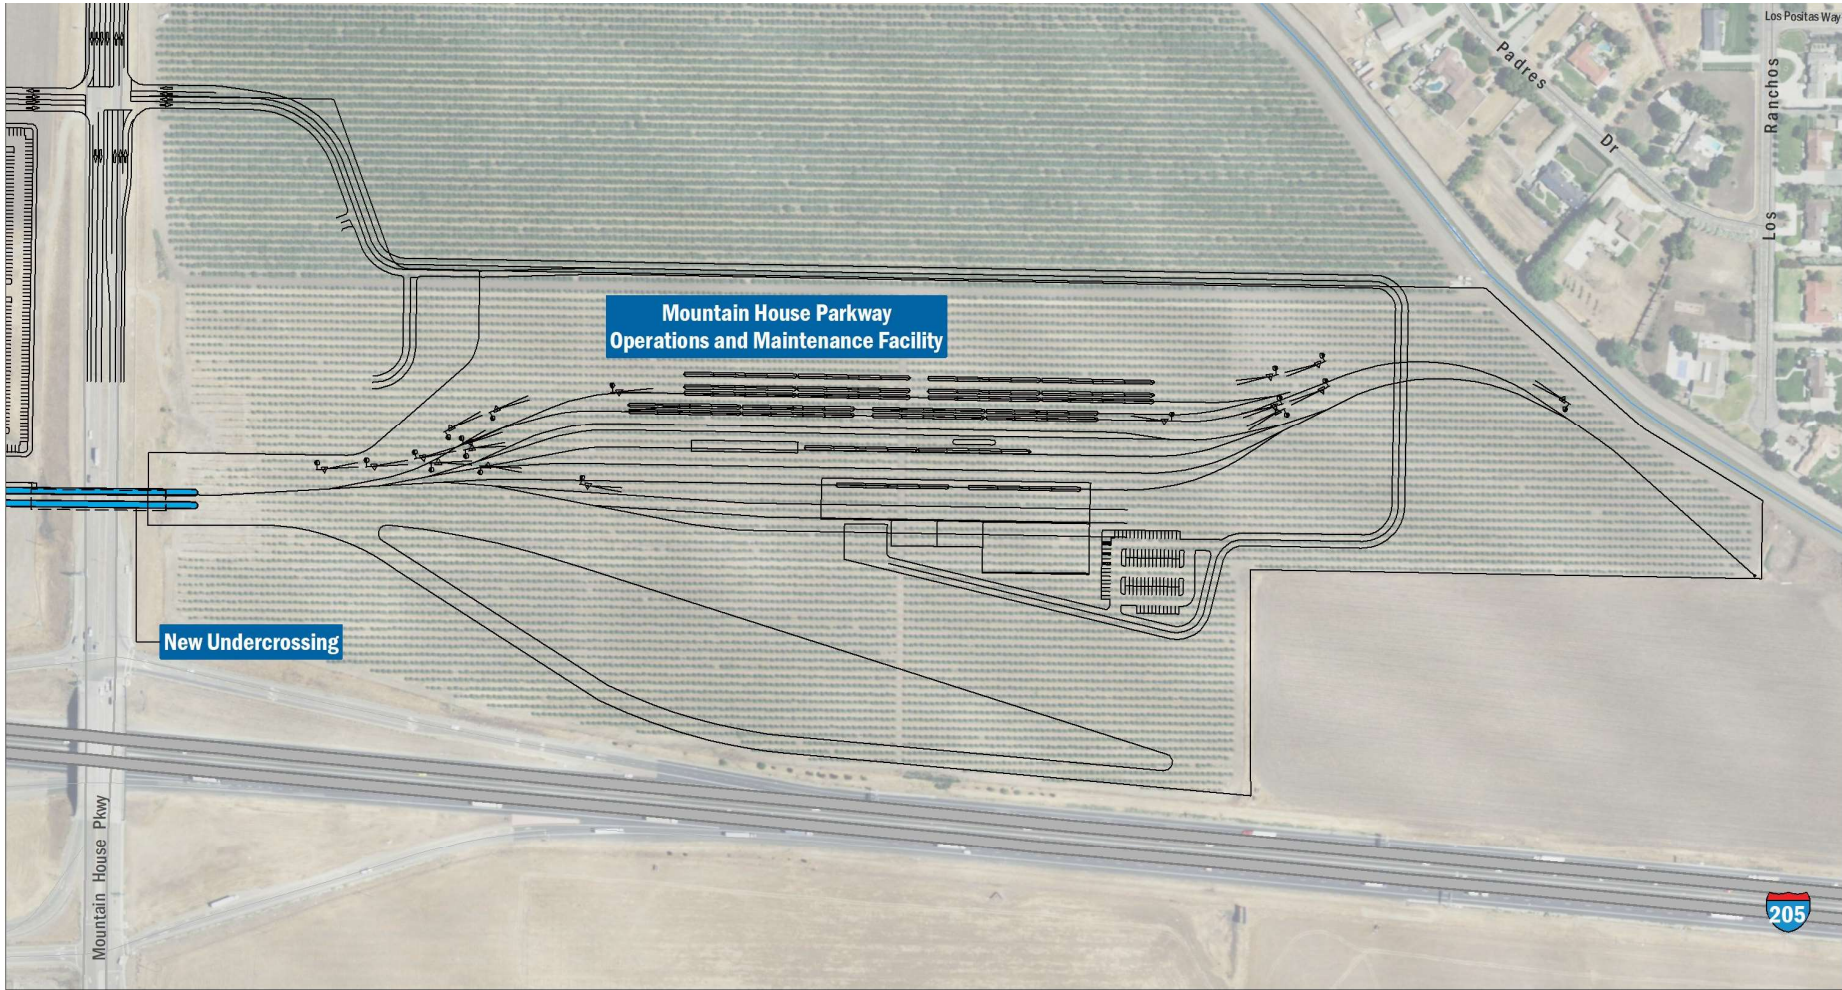 Los Positas Way
Padres
Dr
Ranchos
Los
Mountain House Parkway
Operations and Maintenance Facility
New Undercrossing
Mountain House Pkwy
205